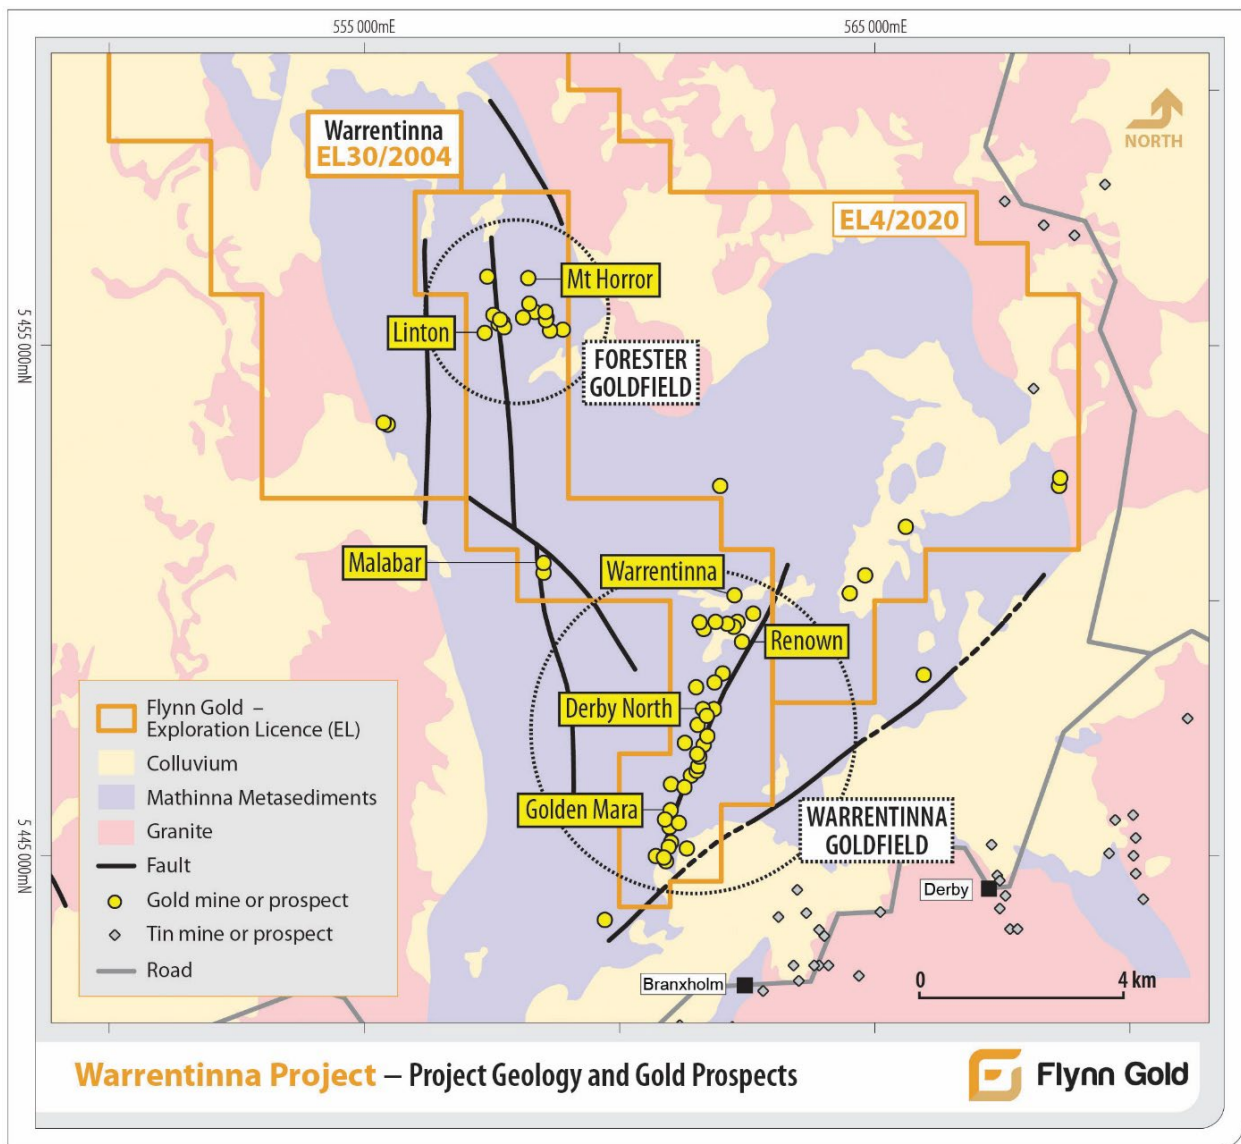 555 000mE
565 000mE
Warrentinna
EL30/2004
NORTH
EL4/2020
Mt Horror
5 455 000mN
Linton
FORESTER
GOLDFIELD
Malabar
Warrentinna
Renown
Flynn Gold –
Exploration Licence (EL)
Derby North
Colluvium
Mathinna Metasediments
Golden Mara
Granite
WARRENTINNA
GOLDFIELD
5 445 000mN
Fault
Derby
Gold mine or prospect
Tin mine or prospect
Road
Branxholm
0 4 km
Warrentinna Project – Project Geology and Gold Prospects
Flynn Gold